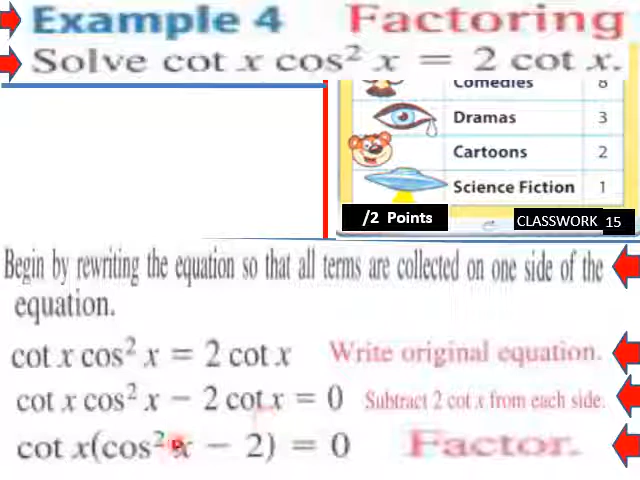 Example 4 Factoring
Solve cot x cos² x = 2 cot x.
Comedies 8
Dramas 3
Cartoons 2
Science Fiction 1
/2 Points
CLASSWORK 15
Begin by rewriting the equation so that all terms are collected on one side of the
equation.
cot x cos² x = 2 cot x Write original equation.
cot x cos² x − 2 cot x = 0 Subtract 2 cot x from each side.
cot x(cos² x − 2) = 0 Factor.